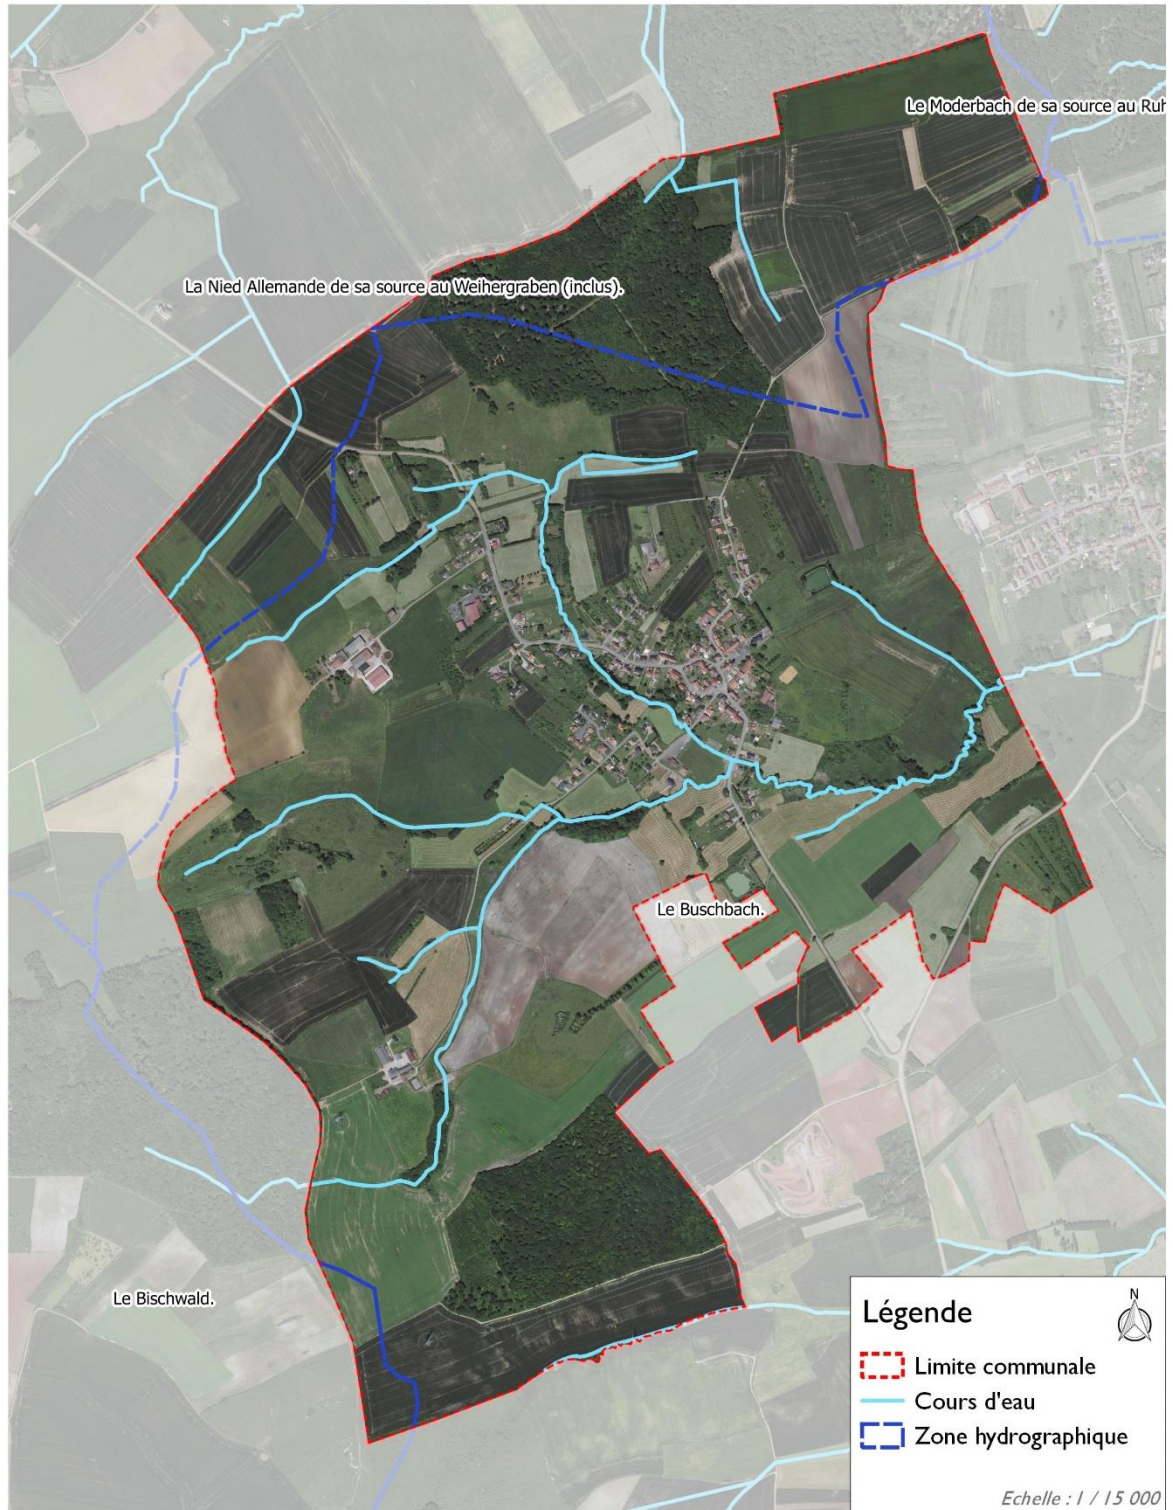 Le Moderbach de sa source au Ruh
La Nied Allemande de sa source au Weihergraben (inclus).
Le Buschbach.
Le Bischwald.
Légende
N
Limite communale
Cours d'eau
Zone hydrographique
Echelle : 1 / 15 000